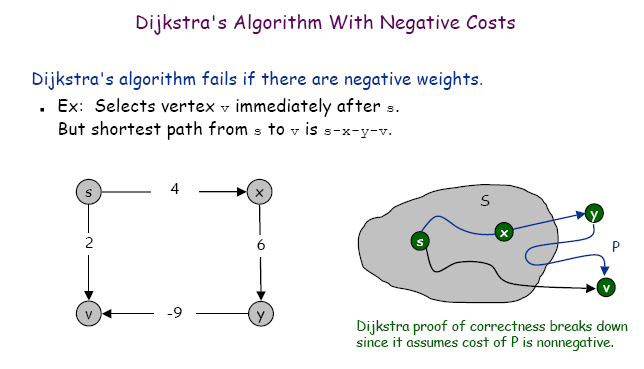 Dijkstra's Algorithm With Negative Costs
Dijkstra's algorithm fails if there are negative weights.
▪ Ex: Selects vertex v immediately after s.
But shortest path from s to v is s-x-y-v.
s 4 x
2 6
v -9 y
S
s x y
P
v
Dijkstra proof of correctness breaks down
since it assumes cost of P is nonnegative.